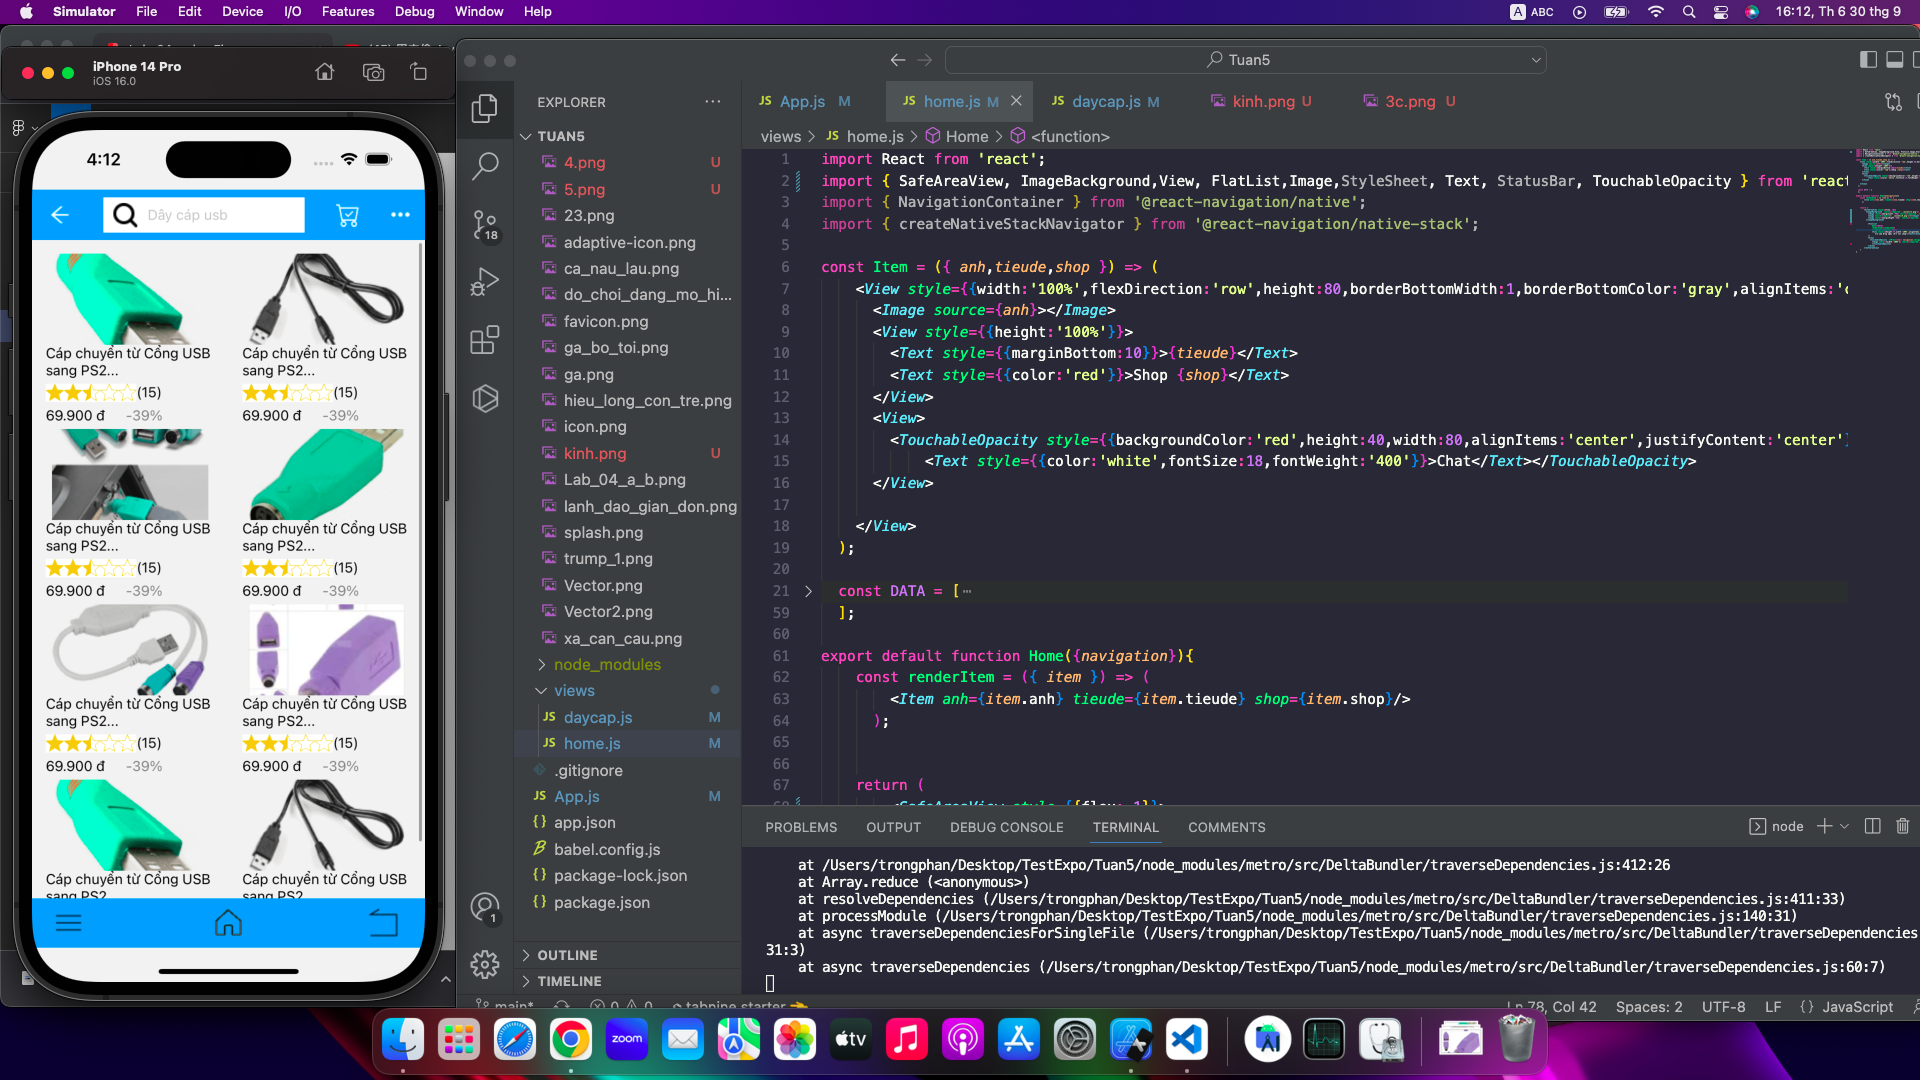 Simulator File Edit Device I/O Features Debug Window Help
A ABC 16:12, Th 6 30 thg 9
iPhone 14 Pro
iOS 16.0
4:12
Dây cáp usb
Cáp chuyển từ Cổng USB
sang PS2...
(15)
69.900 đ -39%
Cáp chuyển từ Cổng USB
sang PS2...
(15)
69.900 đ -39%
Cáp chuyển từ Cổng USB
sang PS2...
(15)
69.900 đ -39%
Cáp chuyển từ Cổng USB
sang PS2...
(15)
69.900 đ -39%
Cáp chuyển từ Cổng USB
sang PS2...
(15)
69.900 đ -39%
Cáp chuyển từ Cổng USB
sang PS2...
(15)
69.900 đ -39%
Cáp chuyển từ Cổng USB
sang PS2
Cáp chuyển từ Cổng USB
sang PS2
Tuan5
18
1
EXPLORER ...
TUAN5
4.png U
5.png U
23.png
adaptive-icon.png
ca_nau_lau.png
do_choi_dang_mo_hi...
favicon.png
ga_bo_toi.png
ga.png
hieu_long_con_tre.png
icon.png
kinh.png U
Lab_04_a_b.png
lanh_dao_gian_don.png
splash.png
trump_1.png
Vector.png
Vector2.png
xa_can_cau.png
node_modules
views
JS daycap.js M
JS home.js M
.gitignore
JS App.js M
{} app.json
babel.config.js
{} package-lock.json
{} package.json
OUTLINE
TIMELINE
JS App.js M JS home.js M JS daycap.js M kinh.png U 3c.png U
views > JS home.js > Home > <function>
1 import React from 'react';
2 import { SafeAreaView, ImageBackground,View, FlatList,Image,StyleSheet, Text, StatusBar, TouchableOpacity } from 'react
3 import { NavigationContainer } from '@react-navigation/native';
4 import { createNativeStackNavigator } from '@react-navigation/native-stack';
5
6 const Item = ({ anh,tieude,shop }) => (
7 <View style={{width:'100%',flexDirection:'row',height:80,borderBottomWidth:1,borderBottomColor:'gray',alignItems:'c
8 <Image source={anh}></Image>
9 <View style={{height:'100%'}}>
10 <Text style={{marginBottom:10}}>{tieude}</Text>
11 <Text style={{color:'red'}}>Shop {shop}</Text>
12 </View>
13 <View>
14 <TouchableOpacity style={{backgroundColor:'red',height:40,width:80,alignItems:'center',justifyContent:'center'}
15 <Text style={{color:'white',fontSize:18,fontWeight:'400'}}>Chat</Text></TouchableOpacity>
16 </View>
17
18 </View>
19 );
20
21 const DATA = [ ⋯
59 ];
60
61 export default function Home({navigation}){
62 const renderItem = ({ item }) => (
63 <Item anh={item.anh} tieude={item.tieude} shop={item.shop}/>
64 );
65
66
67 return (
68 <SafeAreaView style={{flex: 1}}>
PROBLEMS OUTPUT DEBUG CONSOLE TERMINAL COMMENTS
node
at /Users/trongphan/Desktop/TestExpo/Tuan5/node_modules/metro/src/DeltaBundler/traverseDependencies.js:412:26
at Array.reduce (<anonymous>)
at resolveDependencies (/Users/trongphan/Desktop/TestExpo/Tuan5/node_modules/metro/src/DeltaBundler/traverseDependencies.js:411:33)
at processModule (/Users/trongphan/Desktop/TestExpo/Tuan5/node_modules/metro/src/DeltaBundler/traverseDependencies.js:140:31)
at async traverseDependenciesForSingleFile (/Users/trongphan/Desktop/TestExpo/Tuan5/node_modules/metro/src/DeltaBundler/traverseDependencies
31:3)
at async traverseDependencies (/Users/trongphan/Desktop/TestExpo/Tuan5/node_modules/metro/src/DeltaBundler/traverseDependencies.js:60:7)
main* 0 0 tabnine starter Ln 78, Col 42 Spaces: 2 UTF-8 LF {} JavaScript
zoom
tv